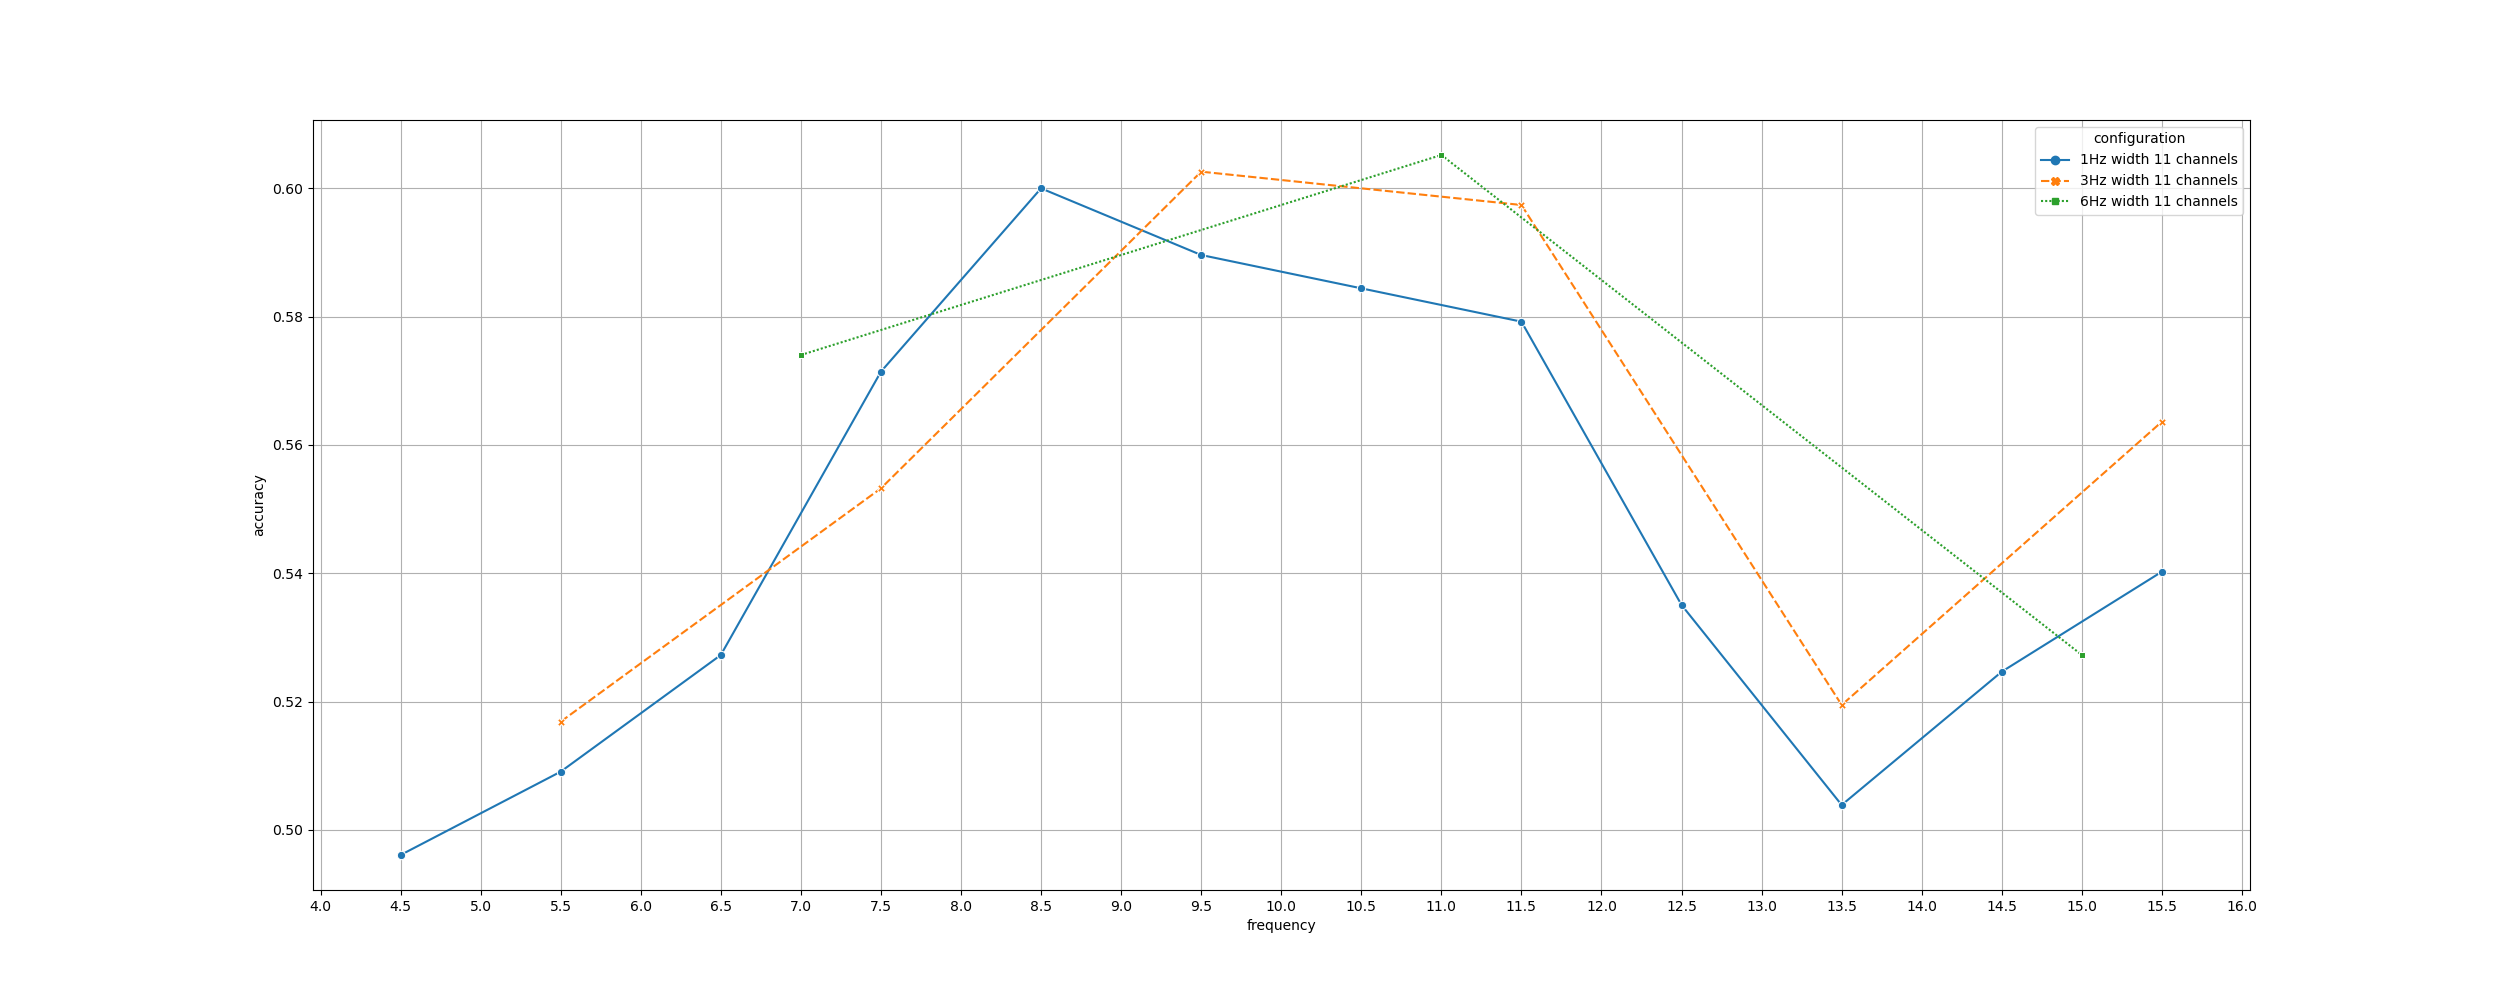 configuration
1Hz width 11 channels
3Hz width 11 channels
6Hz width 11 channels
0.60
0.58
0.56
0.54
0.52
0.50
accuracy
4.0 4.5 5.0 5.5 6.0 6.5 7.0 7.5 8.0 8.5 9.0 9.5 10.0 10.5 11.0 11.5 12.0 12.5 13.0 13.5 14.0 14.5 15.0 15.5 16.0
frequency